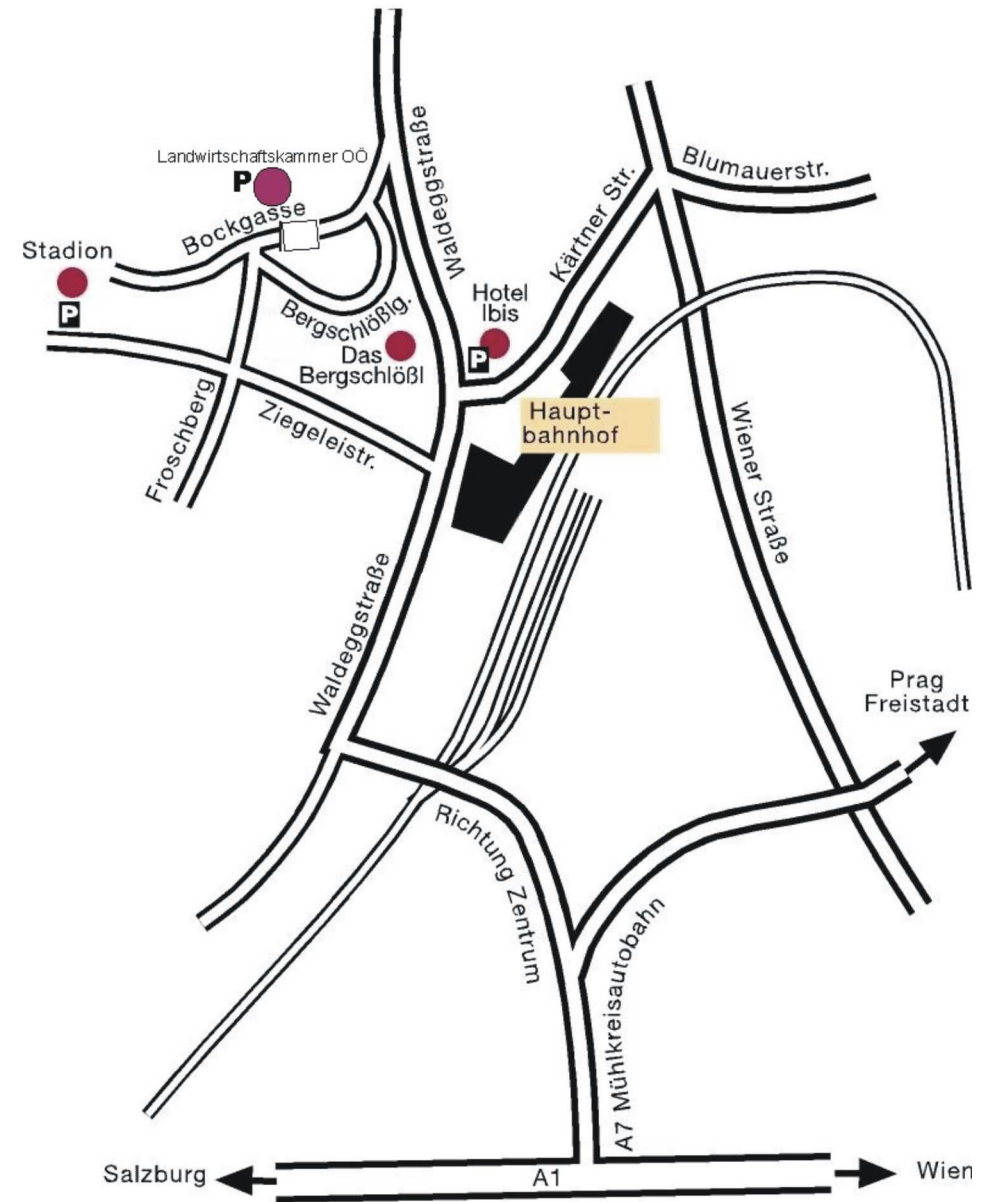 Waldeggstraße
Landwirtschaftskammer OÖ
P
Bockgasse
Blumauerstr.
Kärtner Str.
Stadion
P
Bergschlößlg.
Hotel
Ibis
P
Das
Bergschlößl
Haupt-
bahnhof
Froschberg
Ziegeleistr.
Wiener Straße
Waldeggstraße
Prag
Freistadt
Richtung Zentrum
A7 Mühlkreisautobahn
Salzburg
A1
Wien